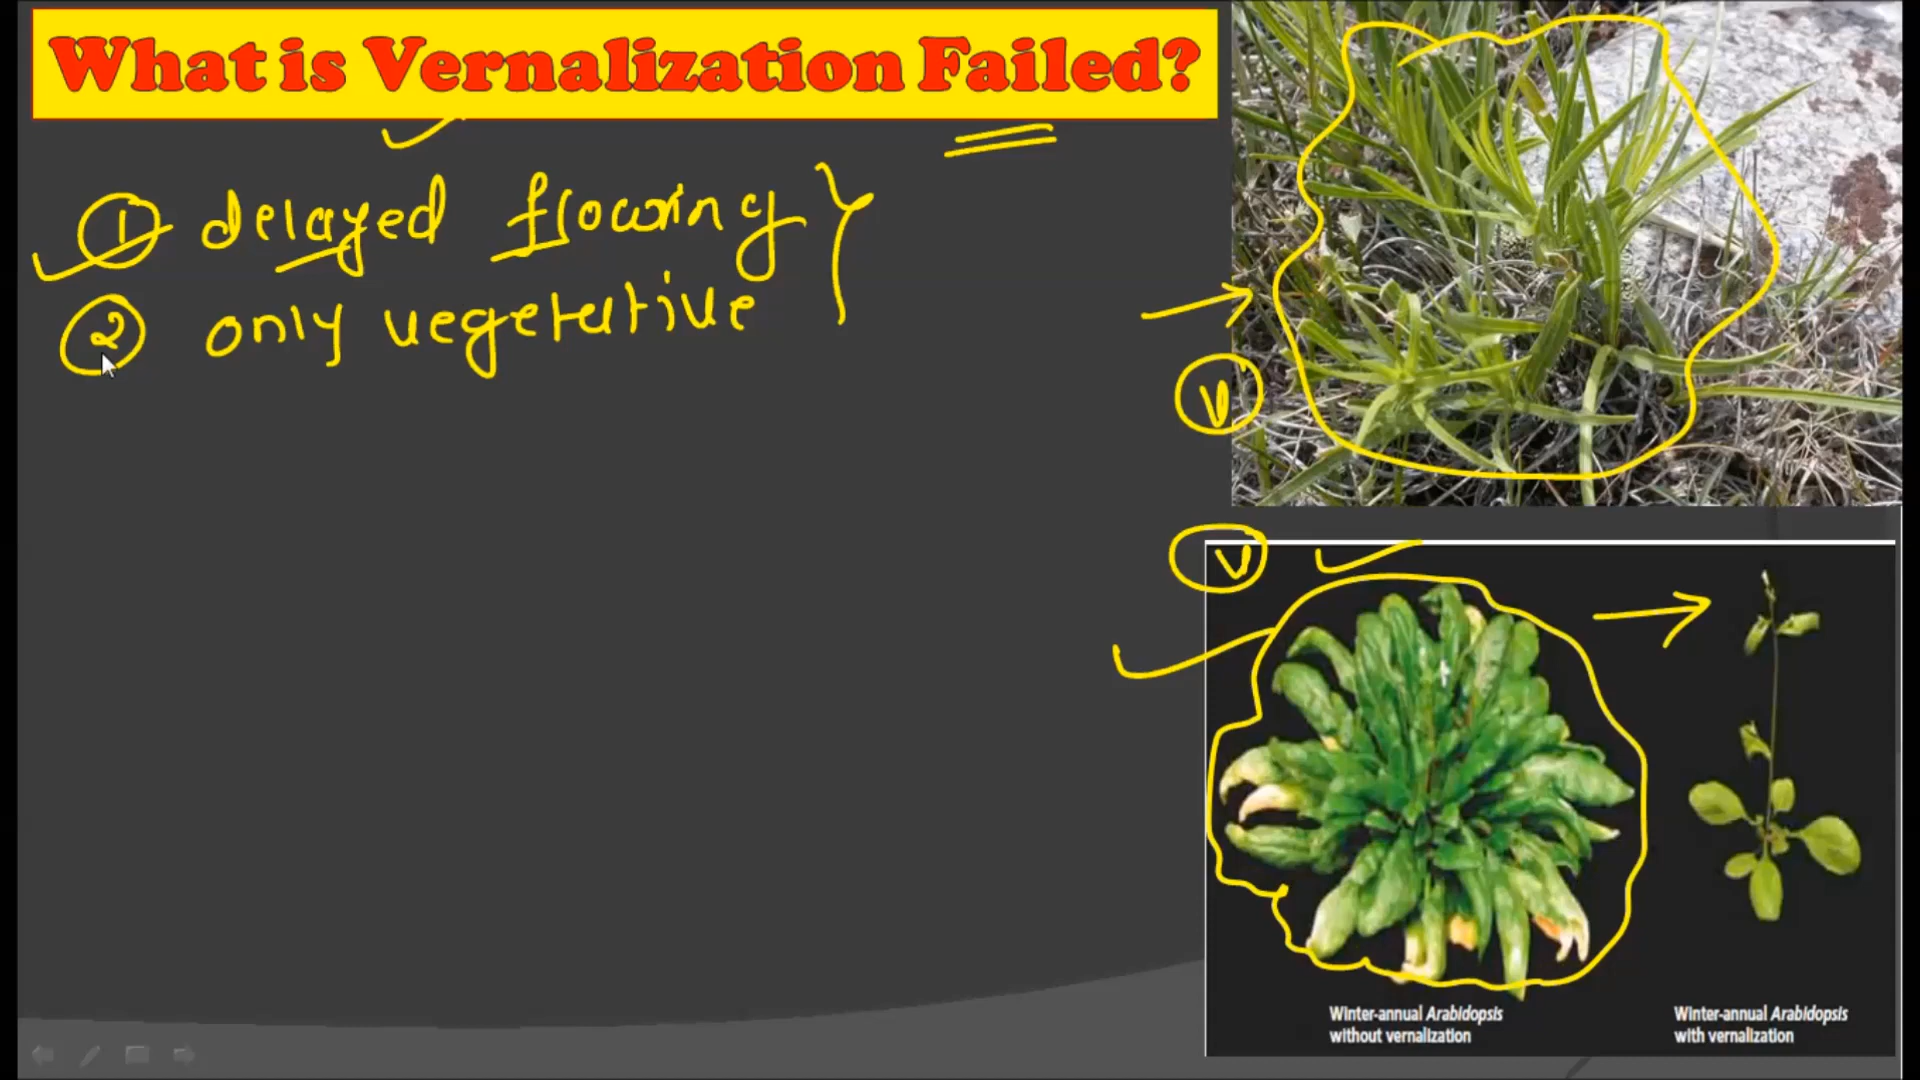 What is Vernalization Failed?
① delayed flowring
② only vegetative
V
V
Winter-annual Arabidopsis
without vernalization
Winter-annual Arabidopsis
with vernalization